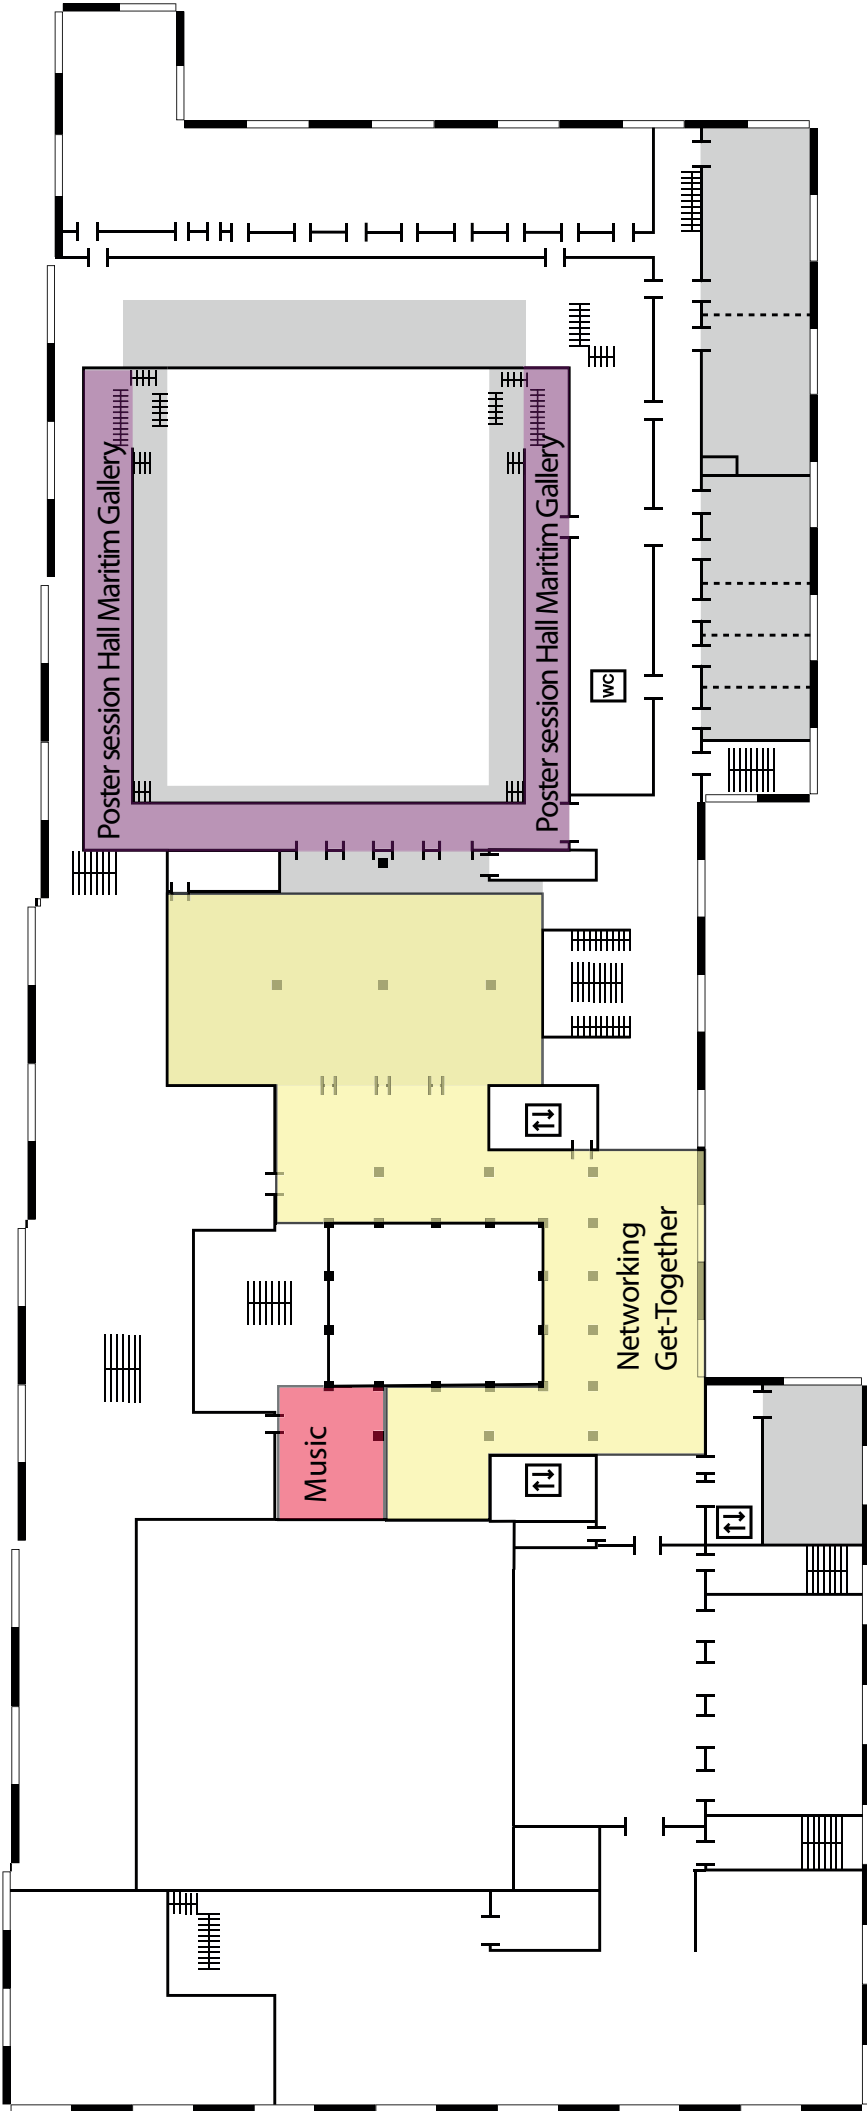 Poster session Hall Maritim Gallery
Poster session Hall Maritim Gallery
WC
Networking
Get-Together
Music